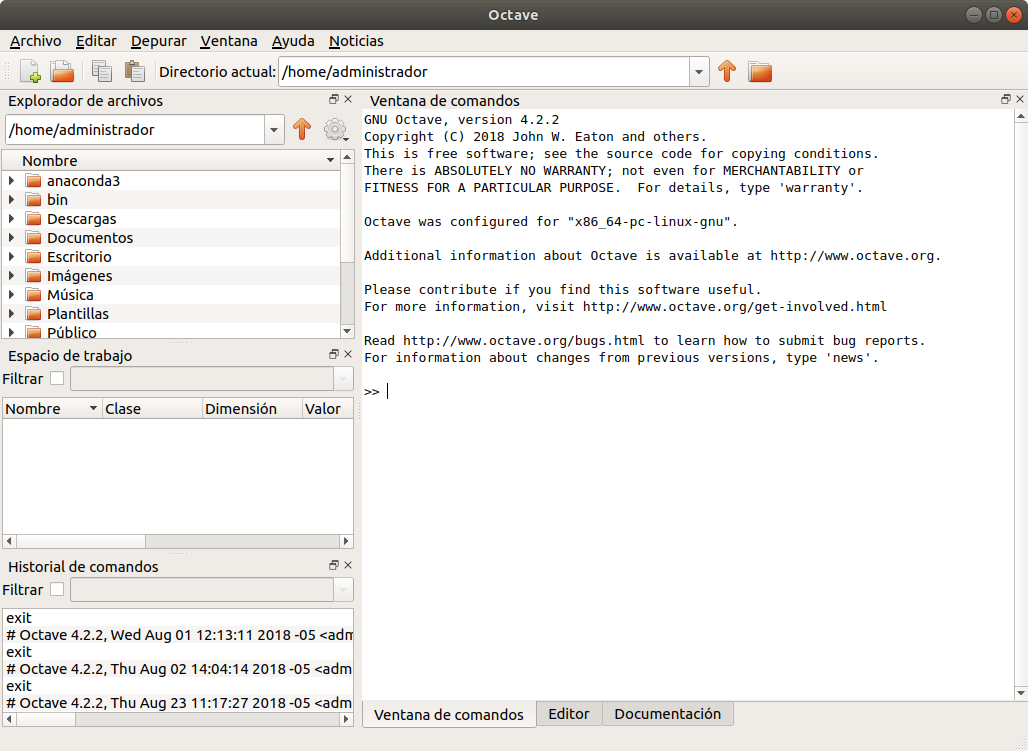 Octave
Archivo Editar Depurar Ventana Ayuda Noticias
Directorio actual: /home/administrador
Explorador de archivos
/home/administrador
Nombre
anaconda3
bin
Descargas
Documentos
Escritorio
Imágenes
Música
Plantillas
Público
Espacio de trabajo
Filtrar
Nombre Clase Dimensión Valor
Historial de comandos
Filtrar
exit
# Octave 4.2.2, Wed Aug 01 12:13:11 2018 -05 <adm
exit
# Octave 4.2.2, Thu Aug 02 14:04:14 2018 -05 <adm
exit
# Octave 4.2.2, Thu Aug 23 11:17:27 2018 -05 <adm
Ventana de comandos
GNU Octave, version 4.2.2
Copyright (C) 2018 John W. Eaton and others.
This is free software; see the source code for copying conditions.
There is ABSOLUTELY NO WARRANTY; not even for MERCHANTABILITY or
FITNESS FOR A PARTICULAR PURPOSE.  For details, type 'warranty'.
Octave was configured for "x86_64-pc-linux-gnu".
Additional information about Octave is available at http://www.octave.org.
Please contribute if you find this software useful.
For more information, visit http://www.octave.org/get-involved.html
Read http://www.octave.org/bugs.html to learn how to submit bug reports.
For information about changes from previous versions, type 'news'.
>>
Ventana de comandos Editor Documentación